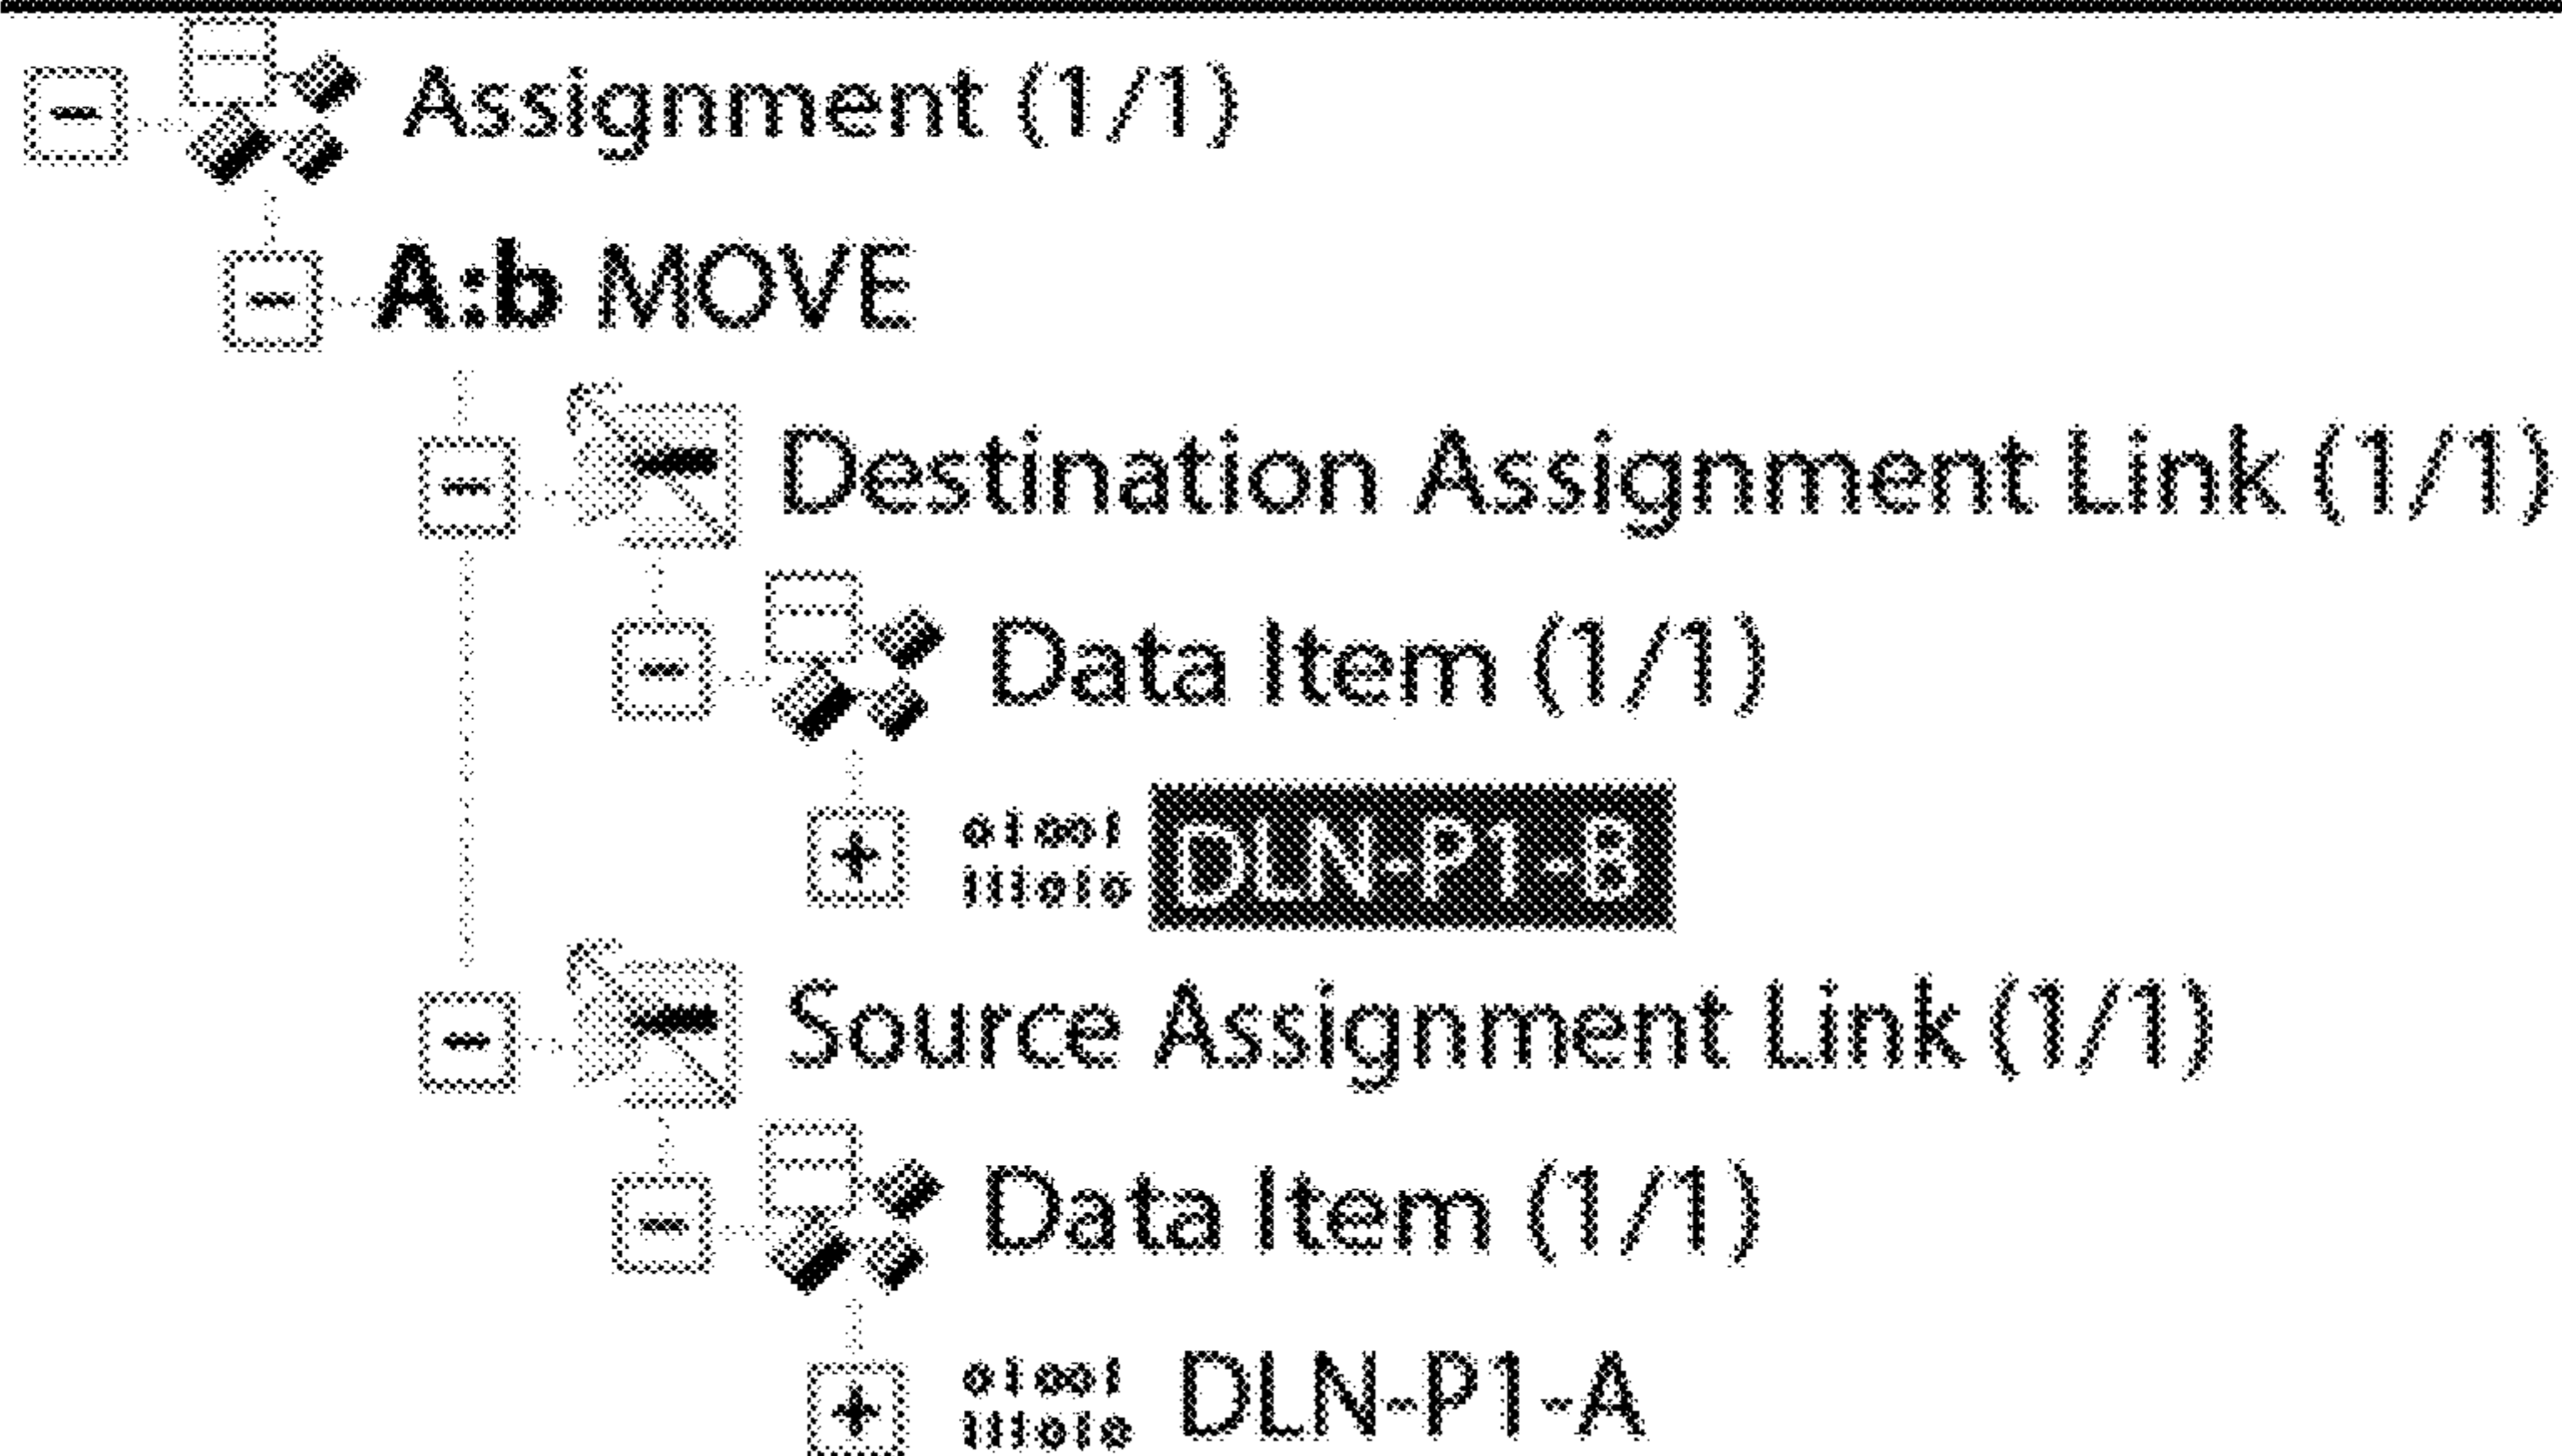 Assignment (1/1)
A:b MOVE
Destination Assignment Link (1/1)
Data Item (1/1)
DLN-P1-B
Source Assignment Link (1/1)
Data Item (1/1)
DLN-P1-A